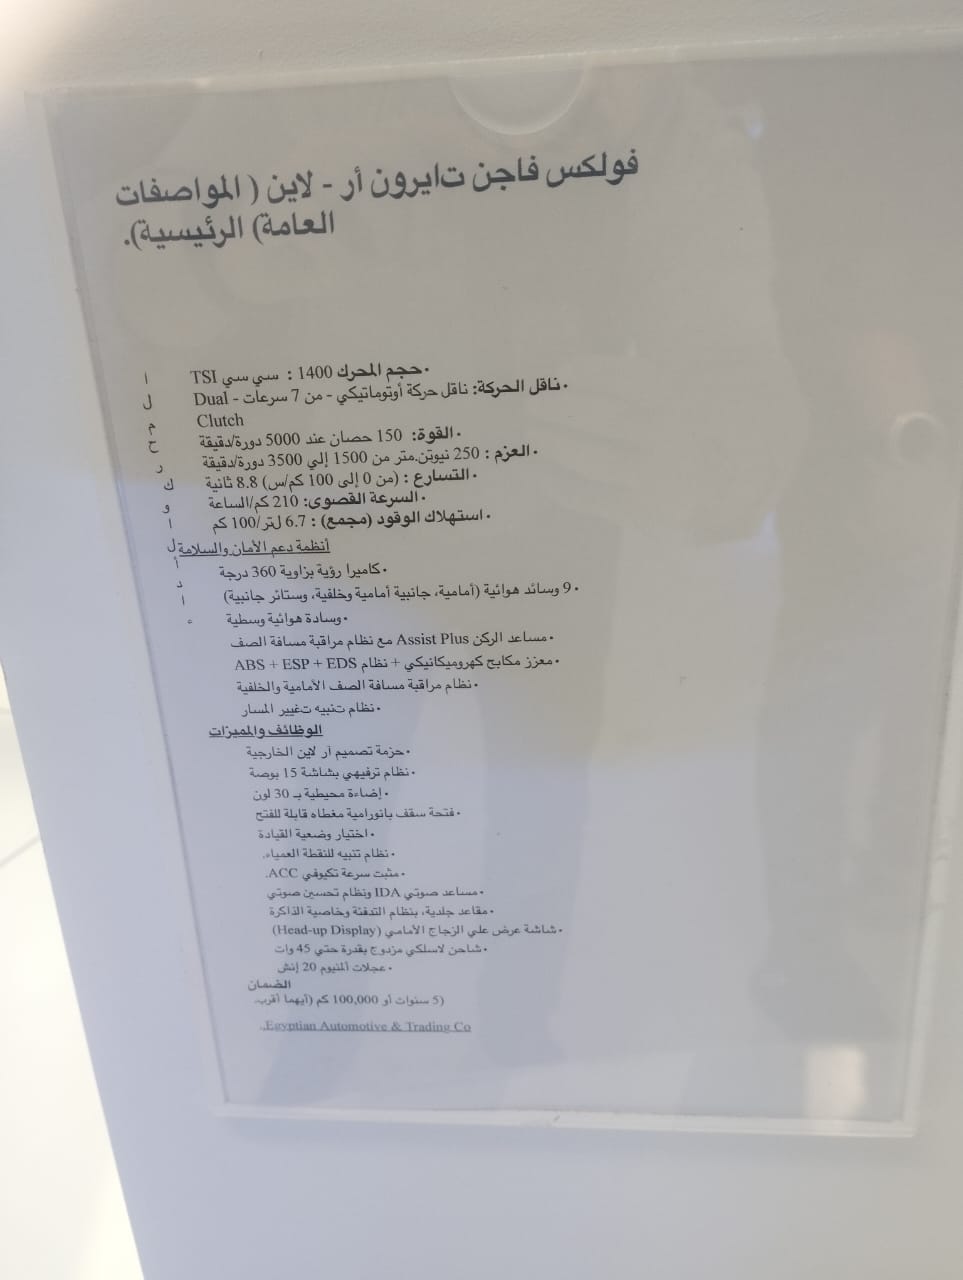 فولكس فاجن تايرون أر - لاين ( المواصفات
العامة) الرئيسية).
المحرك والأداء
•حجم المحرك 1400 : سي سي TSI
•ناقل الحركة: ناقل حركة أوتوماتيكي - من 7 سرعات - Dual
Clutch
•القوة: 150 حصان عند 5000 دورة/دقيقة
•العزم : 250 نيوتن.متر من 1500 إلي 3500 دورة/دقيقة
•التسارع : (من 0 إلى 100 كم/س) 8.8 ثانية
•السرعة القصوى: 210 كم/الساعة
•استهلاك الوقود (مجمع) : 6.7 لتر/100 كم
أنظمة دعم الأمان والسلامة
•كاميرا رؤية بزاوية 360 درجة
•9 وسائد هوائية (أمامية، جانبية أمامية وخلفية، وستائر جانبية)
•وسادة هوائية وسطية
•مساعد الركن Assist Plus مع نظام مراقبة مسافة الصف
•معزز مكابح كهروميكانيكي + نظام ABS + ESP + EDS
•نظام مراقبة مسافة الصف الأمامية والخلفية
•نظام تنبيه تغيير المسار
الوظائف والمميزات
•حزمة تصميم أر لاين الخارجية
•نظام ترفيهي بشاشة 15 بوصة
•إضاءة محيطية بـ 30 لون
•فتحة سقف بانورامية مغطاه قابلة للفتح
•اختيار وضعية القيادة
•نظام تنبيه للنقطة العمياء.
•مثبت سرعة تكيوفي ACC.
•مساعد صوتي IDA ونظام تحسين صوتي
•مقاعد جلدية، بنظام التدفئة وخاصية الذاكرة
•شاشة عرض علي الزجاج الأمامي (Head-up Display)
•شاحن لاسلكي مزدوج بقدرة حتي 45 وات
•عجلات ألمنيوم 20 إنش
الضمان
(5 سنوات أو 100,000 كم (أيهما أقرب.
Egyptian Automotive & Trading Co.,